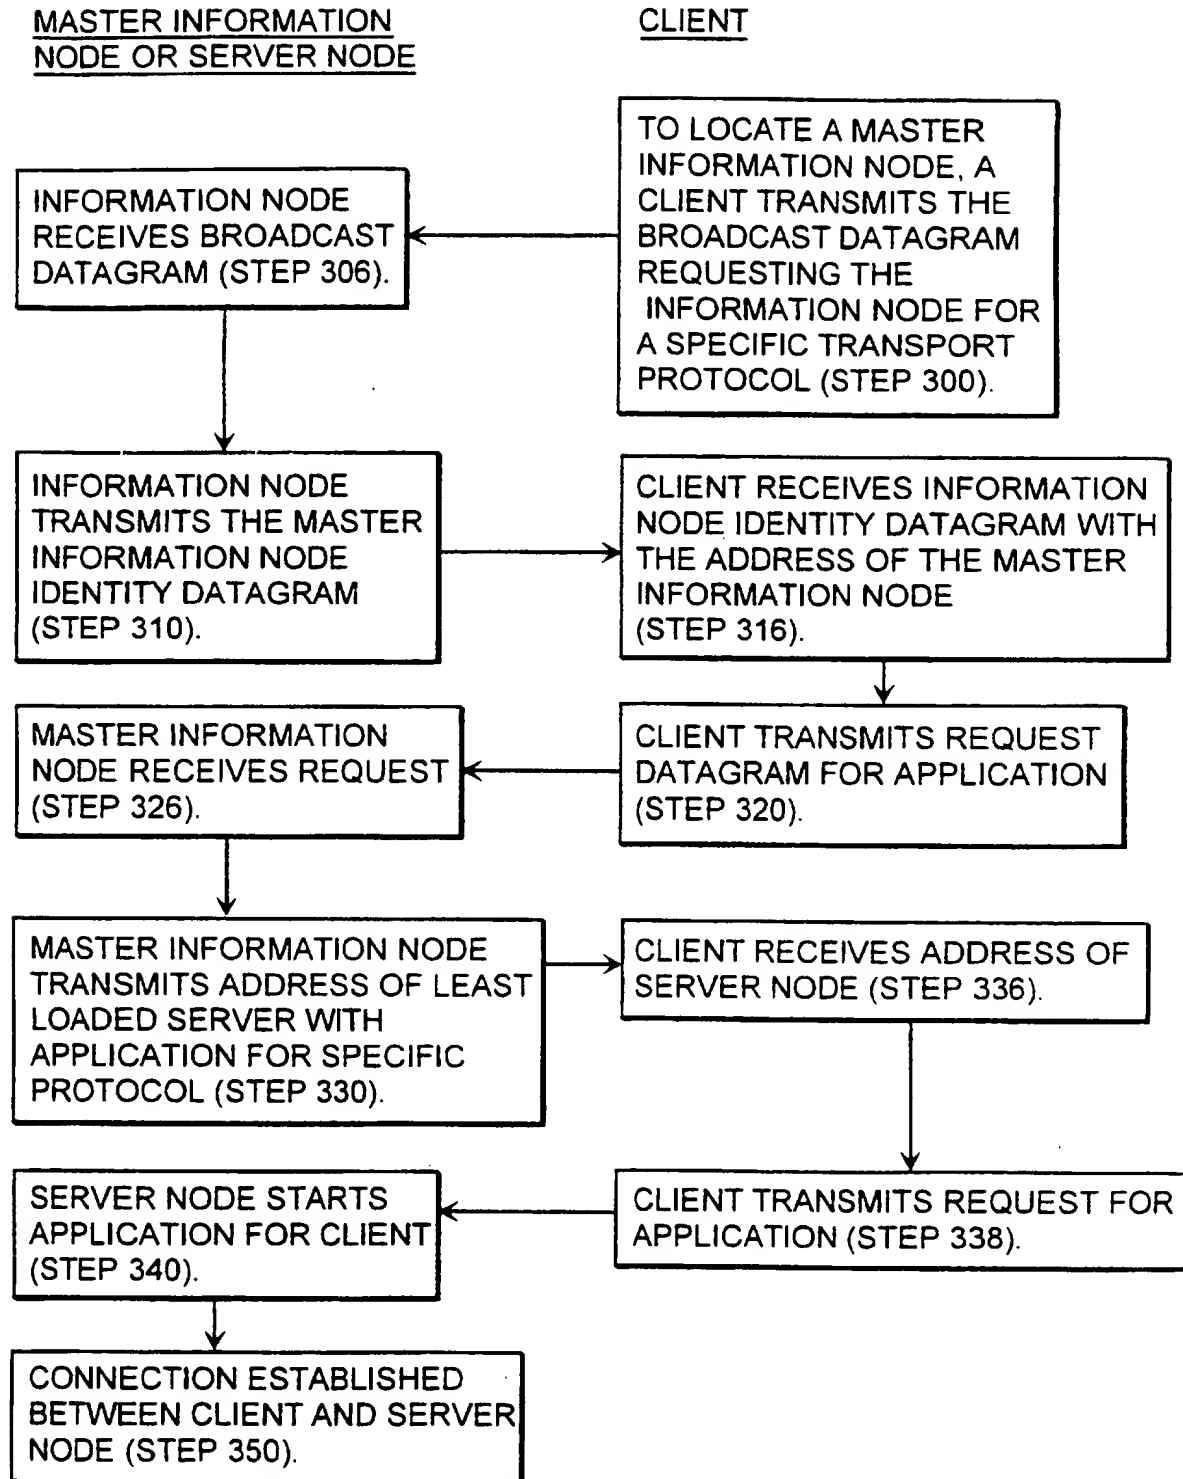 MASTER INFORMATION
NODE OR SERVER NODE
CLIENT
TO LOCATE A MASTER
INFORMATION NODE, A
CLIENT TRANSMITS THE
BROADCAST DATAGRAM
REQUESTING THE
INFORMATION NODE FOR
A SPECIFIC TRANSPORT
PROTOCOL (STEP 300).
INFORMATION NODE
RECEIVES BROADCAST
DATAGRAM (STEP 306).
INFORMATION NODE
TRANSMITS THE MASTER
INFORMATION NODE
IDENTITY DATAGRAM
(STEP 310).
CLIENT RECEIVES INFORMATION
NODE IDENTITY DATAGRAM WITH
THE ADDRESS OF THE MASTER
INFORMATION NODE
(STEP 316).
CLIENT TRANSMITS REQUEST
DATAGRAM FOR APPLICATION
(STEP 320).
MASTER INFORMATION
NODE RECEIVES REQUEST
(STEP 326).
MASTER INFORMATION NODE
TRANSMITS ADDRESS OF LEAST
LOADED SERVER WITH
APPLICATION FOR SPECIFIC
PROTOCOL (STEP 330).
CLIENT RECEIVES ADDRESS OF
SERVER NODE (STEP 336).
CLIENT TRANSMITS REQUEST FOR
APPLICATION (STEP 338).
SERVER NODE STARTS
APPLICATION FOR CLIENT
(STEP 340).
CONNECTION ESTABLISHED
BETWEEN CLIENT AND SERVER
NODE (STEP 350).